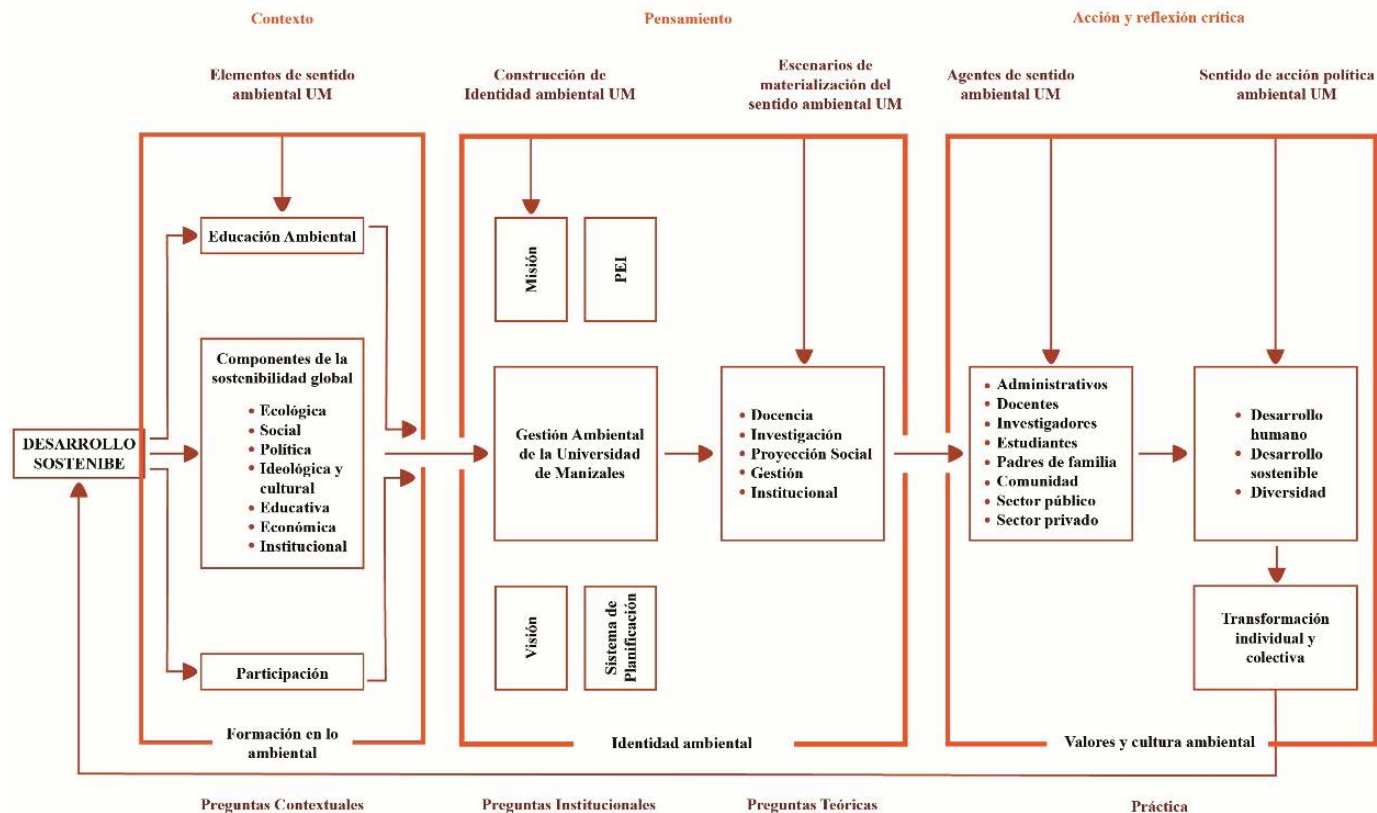 Contexto
Pensamiento
Acción y reflexión crítica
Elementos de sentido
ambiental UM
Construcción de
Identidad ambiental UM
Escenarios de
materialización del
sentido ambiental UM
Agentes de sentido
ambiental UM
Sentido de acción política
ambiental UM
DESARROLLO
SOSTENIBE
Educación Ambiental
Componentes de la
sostenibilidad global
• Ecológica
• Social
• Política
• Ideológica y
cultural
• Educativa
• Económica
• Institucional
Participación
Formación en lo
ambiental
Misión
PEI
Gestión Ambiental
de la Universidad
de Manizales
Visión
Sistema de
Planificación
• Docencia
• Investigación
• Proyección Social
• Gestión
• Institucional
Identidad ambiental
• Administrativos
• Docentes
• Investigadores
• Estudiantes
• Padres de familia
• Comunidad
• Sector público
• Sector privado
• Desarrollo
humano
• Desarrollo
sostenible
• Diversidad
Transformación
individual y
colectiva
Valores y cultura ambiental
Preguntas Contextuales
Preguntas Institucionales
Preguntas Teóricas
Práctica